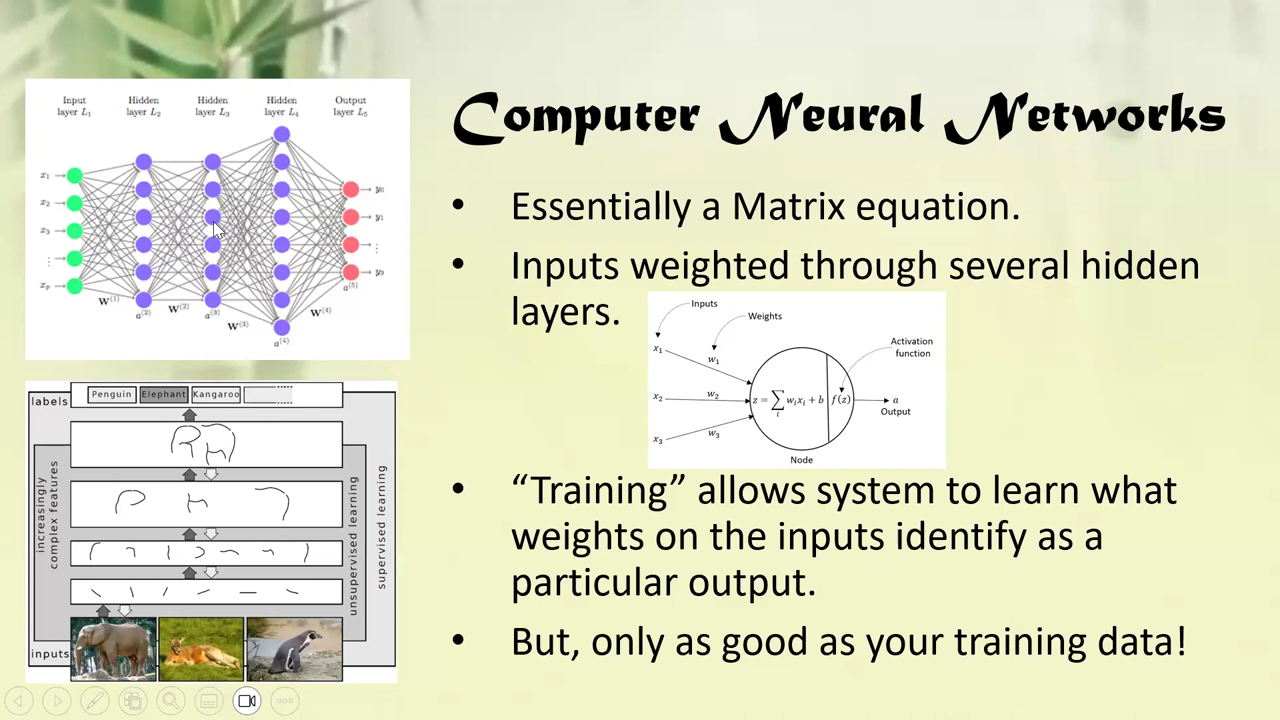 Computer Neural Networks
Input layer L₁
Hidden layer L₂
Hidden layer L₃
Hidden layer L₄
Output layer L₅
x₁
x₂
x₃
⋮
xₚ
y₀
y₁
⋮
y₉
W⁽¹⁾
a⁽²⁾
W⁽²⁾
a⁽³⁾
W⁽³⁾
a⁽⁴⁾
W⁽⁴⁾
a⁽⁵⁾
• Essentially a Matrix equation.
• Inputs weighted through several hidden
layers.
Inputs
Weights
Activation
function
x₁
w₁
x₂
w₂
x₃
w₃
z = ∑ᵢ wᵢxᵢ + b
f(z)
a
Output
Node
• “Training” allows system to learn what
weights on the inputs identify as a
particular output.
• But, only as good as your training data!
labels
Penguin
Elephant
Kangaroo
increasingly
complex features
unsupervised learning
supervised learning
inputs